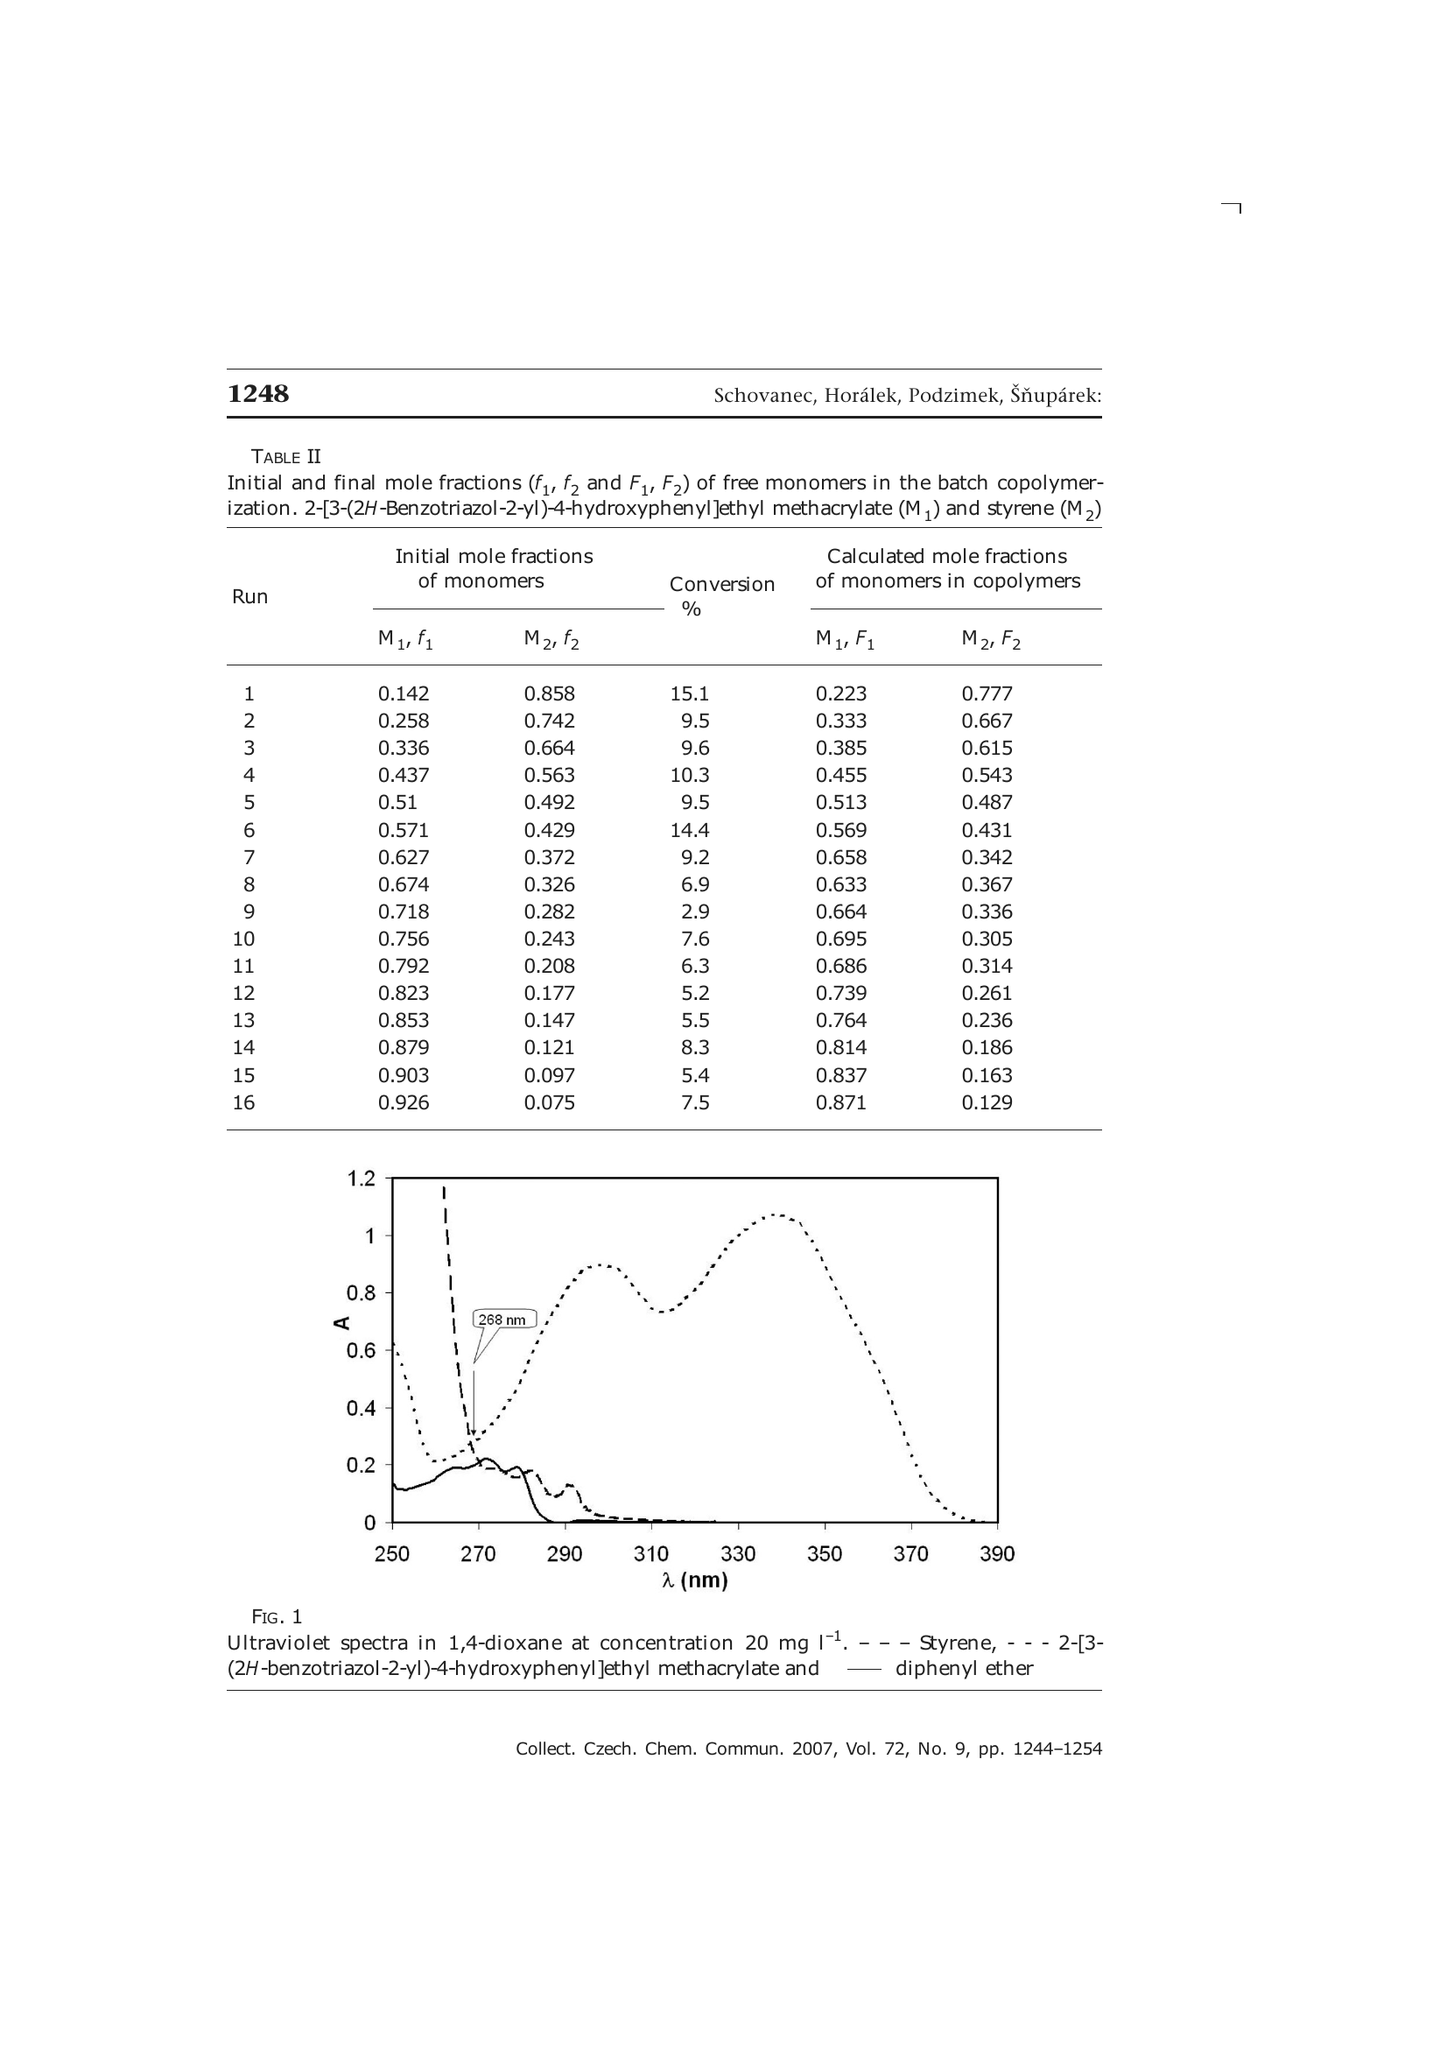 1248 Schovanec, Horálek, Podzimek, Šňupárek:
TABLE II
Initial and final mole fractions (f1, f2 and F1, F2) of free monomers in the batch copolymer-
ization. 2-[3-(2H-Benzotriazol-2-yl)-4-hydroxyphenyl]ethyl methacrylate (M1) and styrene (M2)
Run
Initial mole fractions
of monomers
Conversion
%
Calculated mole fractions
of monomers in copolymers
M1, f1 M2, f2 M1, F1 M2, F2
1 0.142 0.858 15.1 0.223 0.777
2 0.258 0.742 9.5 0.333 0.667
3 0.336 0.664 9.6 0.385 0.615
4 0.437 0.563 10.3 0.455 0.543
5 0.51 0.492 9.5 0.513 0.487
6 0.571 0.429 14.4 0.569 0.431
7 0.627 0.372 9.2 0.658 0.342
8 0.674 0.326 6.9 0.633 0.367
9 0.718 0.282 2.9 0.664 0.336
10 0.756 0.243 7.6 0.695 0.305
11 0.792 0.208 6.3 0.686 0.314
12 0.823 0.177 5.2 0.739 0.261
13 0.853 0.147 5.5 0.764 0.236
14 0.879 0.121 8.3 0.814 0.186
15 0.903 0.097 5.4 0.837 0.163
16 0.926 0.075 7.5 0.871 0.129
1.2
1
0.8
0.6
0.4
0.2
0
A
268 nm
250 270 290 310 330 350 370 390
λ (nm)
FIG. 1
Ultraviolet spectra in 1,4-dioxane at concentration 20 mg l–1. – – – Styrene, - - - 2-[3-
(2H-benzotriazol-2-yl)-4-hydroxyphenyl]ethyl methacrylate and —— diphenyl ether
Collect. Czech. Chem. Commun. 2007, Vol. 72, No. 9, pp. 1244–1254